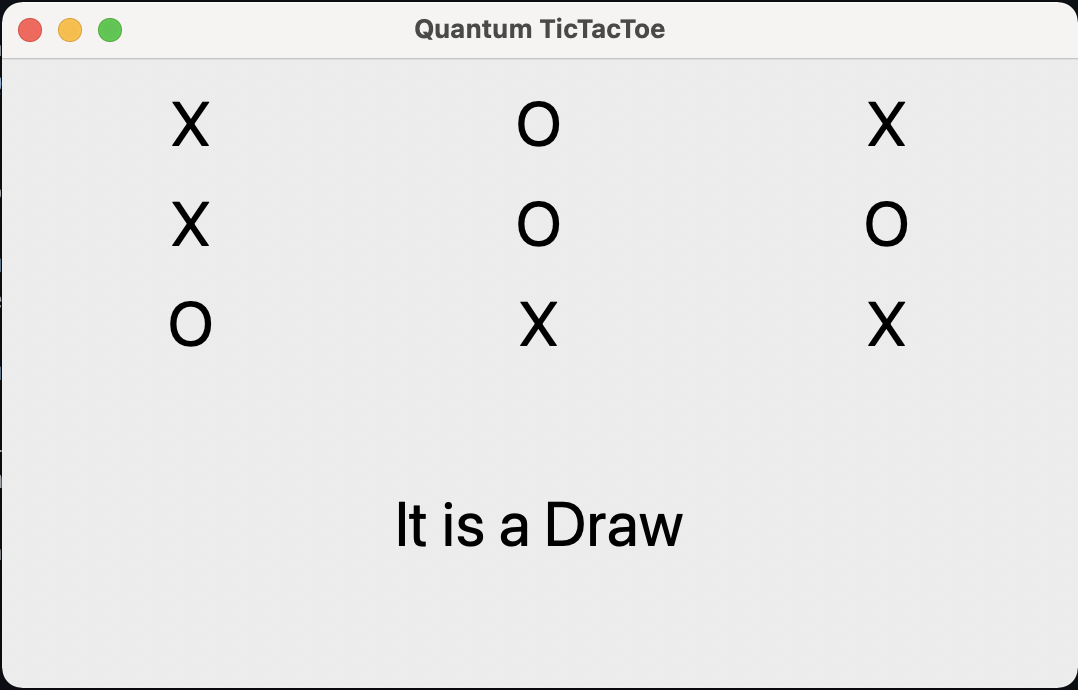 Quantum TicTacToe
X O X
X O O
O X X
It is a Draw